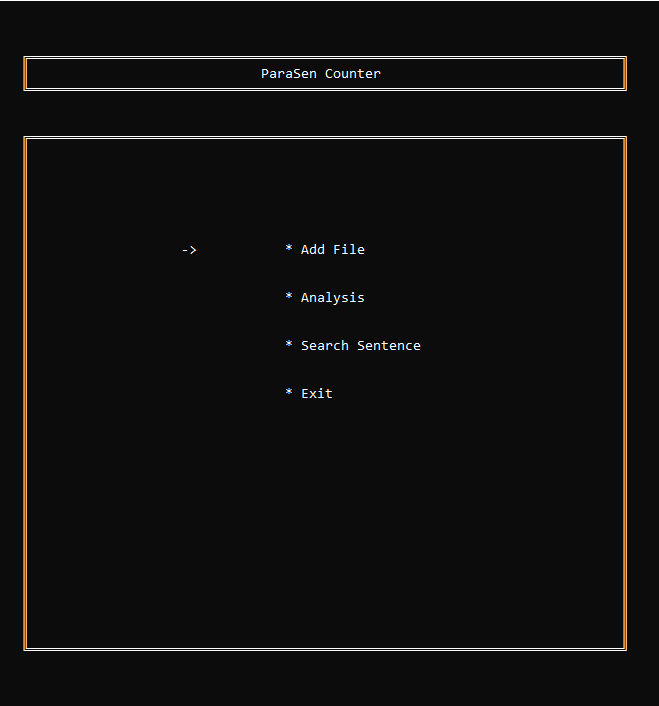 ParaSen Counter
-> * Add File
* Analysis
* Search Sentence
* Exit